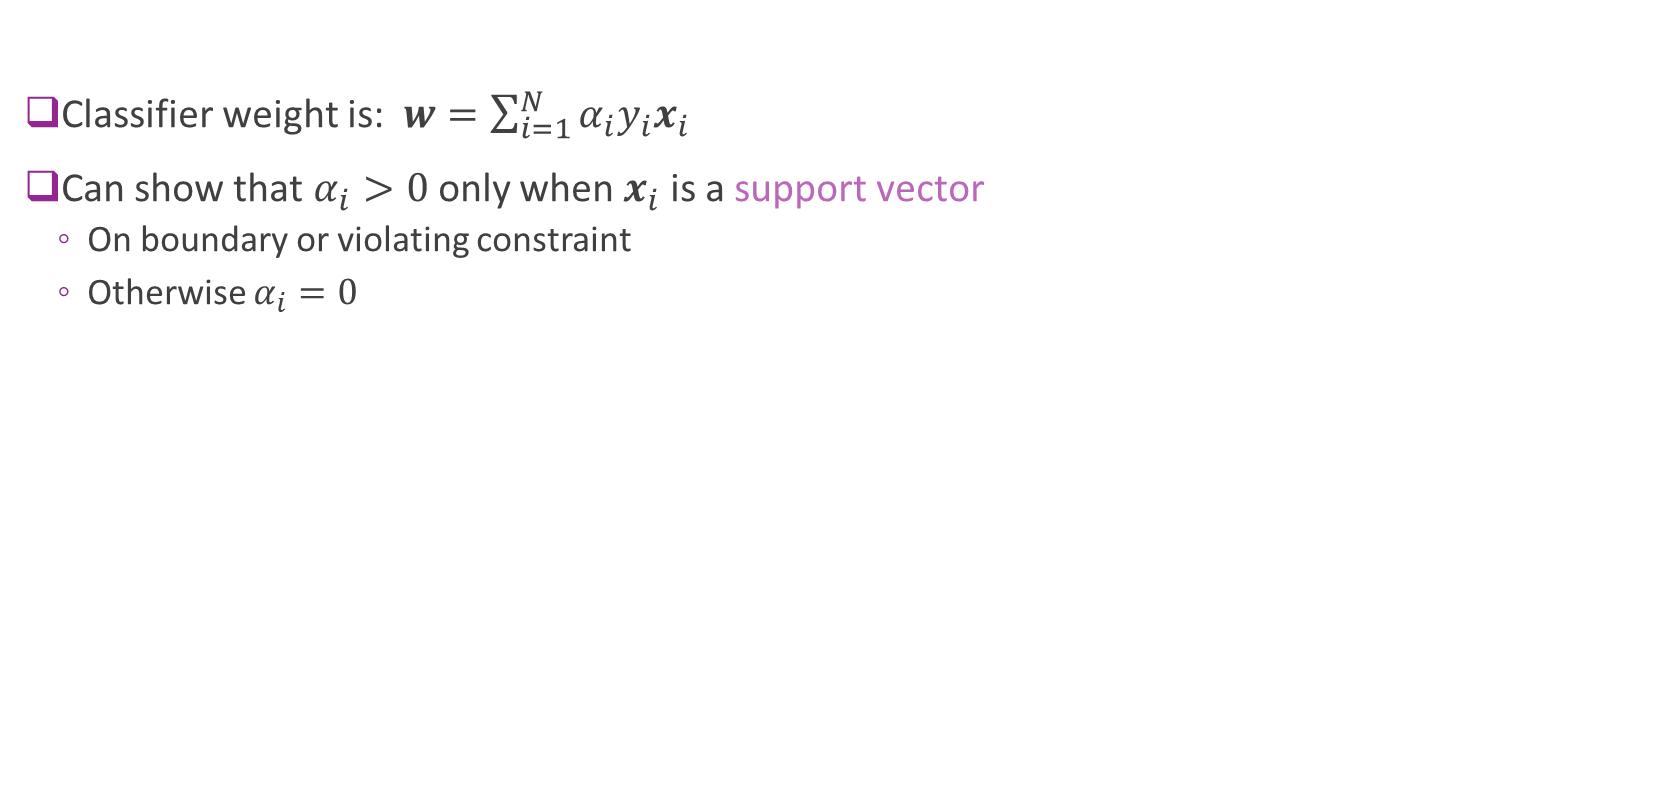 ❑Classifier weight is: 𝒘 = ∑_{i=1}^{N} α_i y_i 𝒙_i
❑Can show that α_i > 0 only when 𝒙_i is a support vector
◦ On boundary or violating constraint
◦ Otherwise α_i = 0